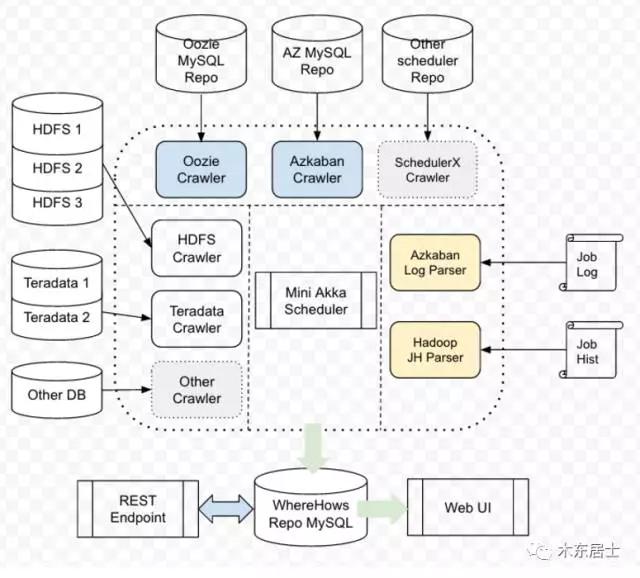 Oozie
MySQL
Repo
AZ MySQL
Repo
Other
scheduler
Repo
HDFS 1
HDFS 2
HDFS 3
Oozie
Crawler
Azkaban
Crawler
SchedulerX
Crawler
HDFS
Crawler
Azkaban
Log Parser
Job
Log
Teradata 1
Teradata 2
Teradata
Crawler
Mini Akka
Scheduler
Hadoop
JH Parser
Job
Hist
Other DB
Other
Crawler
REST
Endpoint
WhereHows
Repo MySQL
Web UI
木东居士